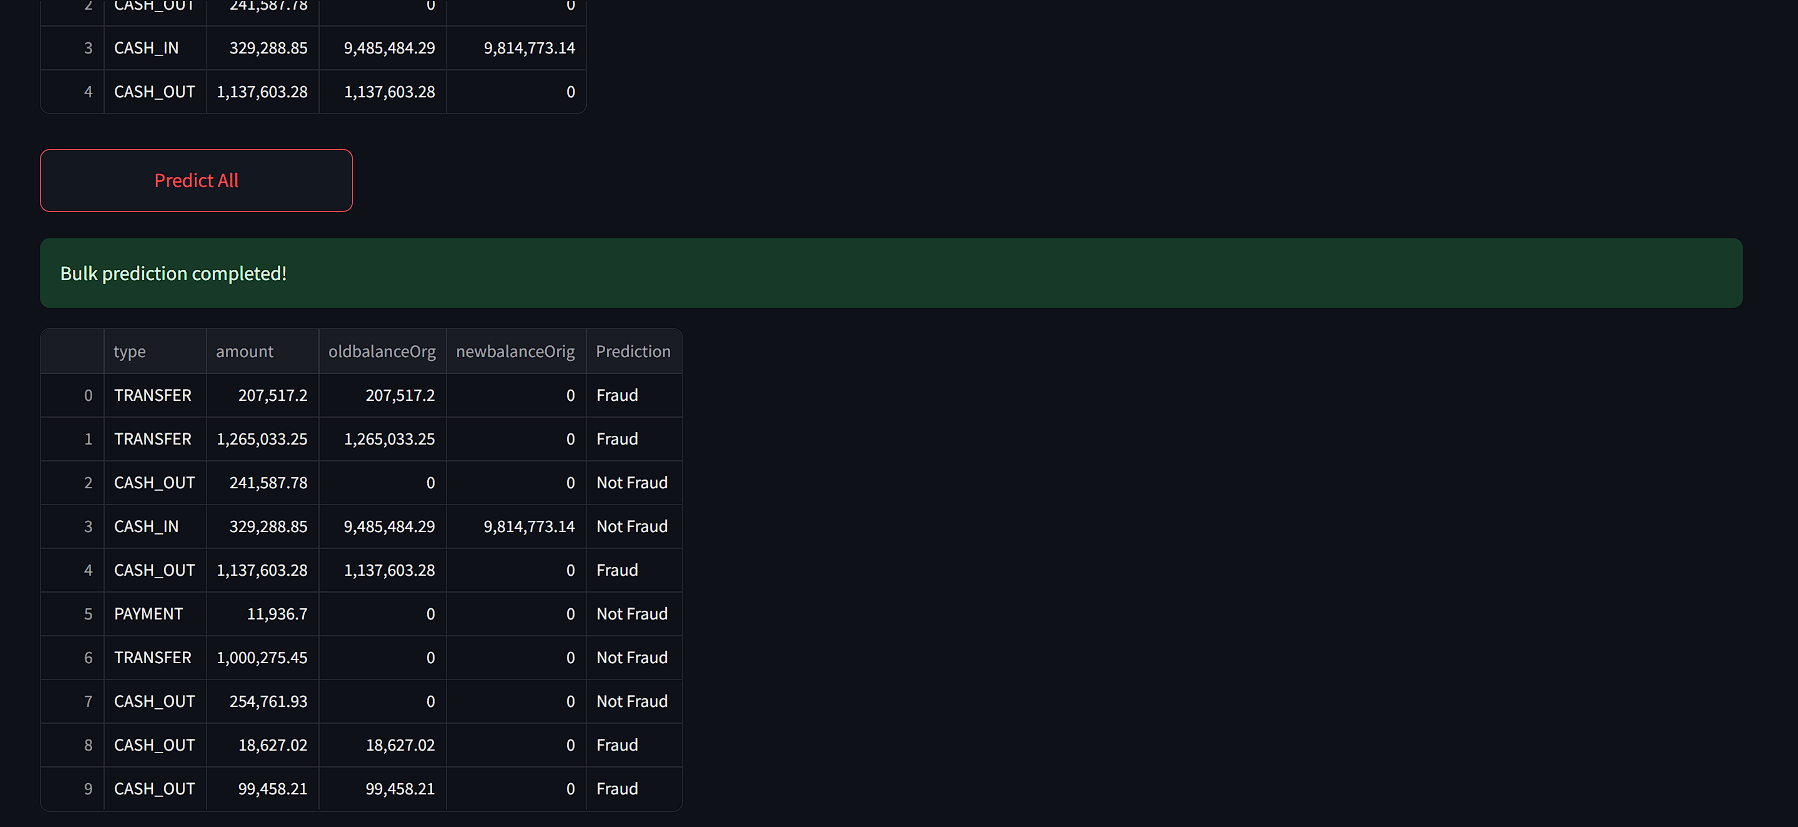 2 CASH_OUT 241,587.78 0 0
3 CASH_IN 329,288.85 9,485,484.29 9,814,773.14
4 CASH_OUT 1,137,603.28 1,137,603.28 0
Predict All
Bulk prediction completed!
type amount oldbalanceOrg newbalanceOrig Prediction
0 TRANSFER 207,517.2 207,517.2 0 Fraud
1 TRANSFER 1,265,033.25 1,265,033.25 0 Fraud
2 CASH_OUT 241,587.78 0 0 Not Fraud
3 CASH_IN 329,288.85 9,485,484.29 9,814,773.14 Not Fraud
4 CASH_OUT 1,137,603.28 1,137,603.28 0 Fraud
5 PAYMENT 11,936.7 0 0 Not Fraud
6 TRANSFER 1,000,275.45 0 0 Not Fraud
7 CASH_OUT 254,761.93 0 0 Not Fraud
8 CASH_OUT 18,627.02 18,627.02 0 Fraud
9 CASH_OUT 99,458.21 99,458.21 0 Fraud